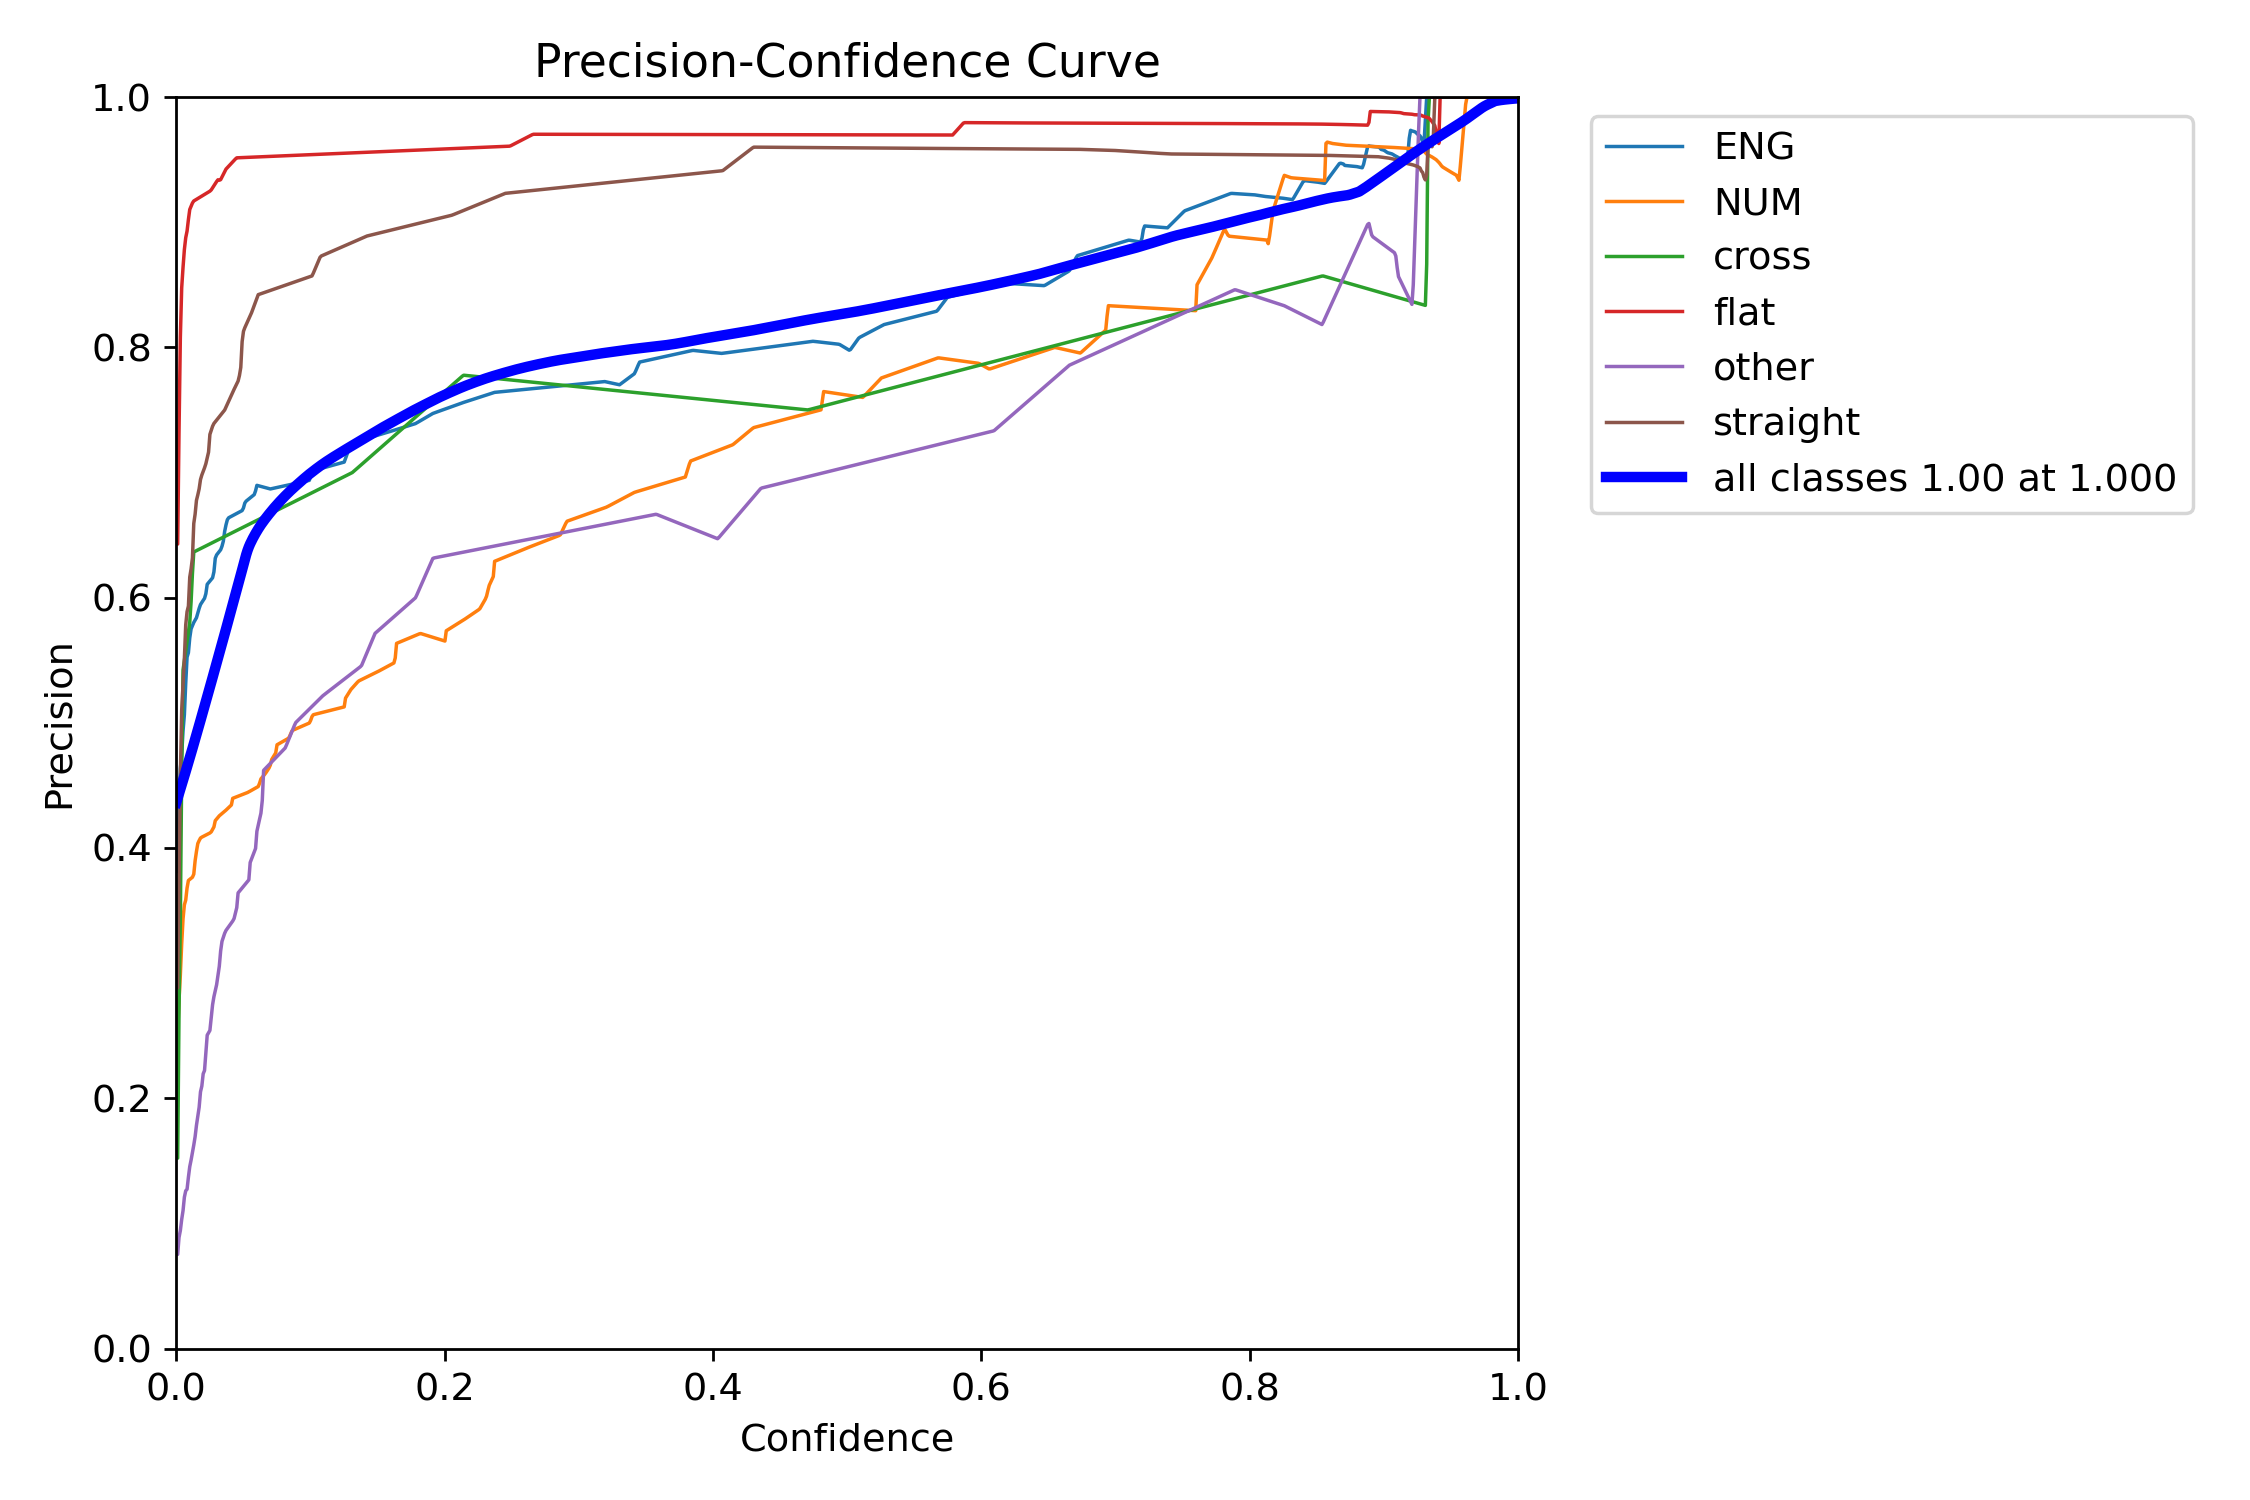 Precision-Confidence Curve
1.0
0.8
0.6
0.4
0.2
0.0
Precision
0.0 0.2 0.4 0.6 0.8 1.0
Confidence
ENG
NUM
cross
flat
other
straight
all classes 1.00 at 1.000